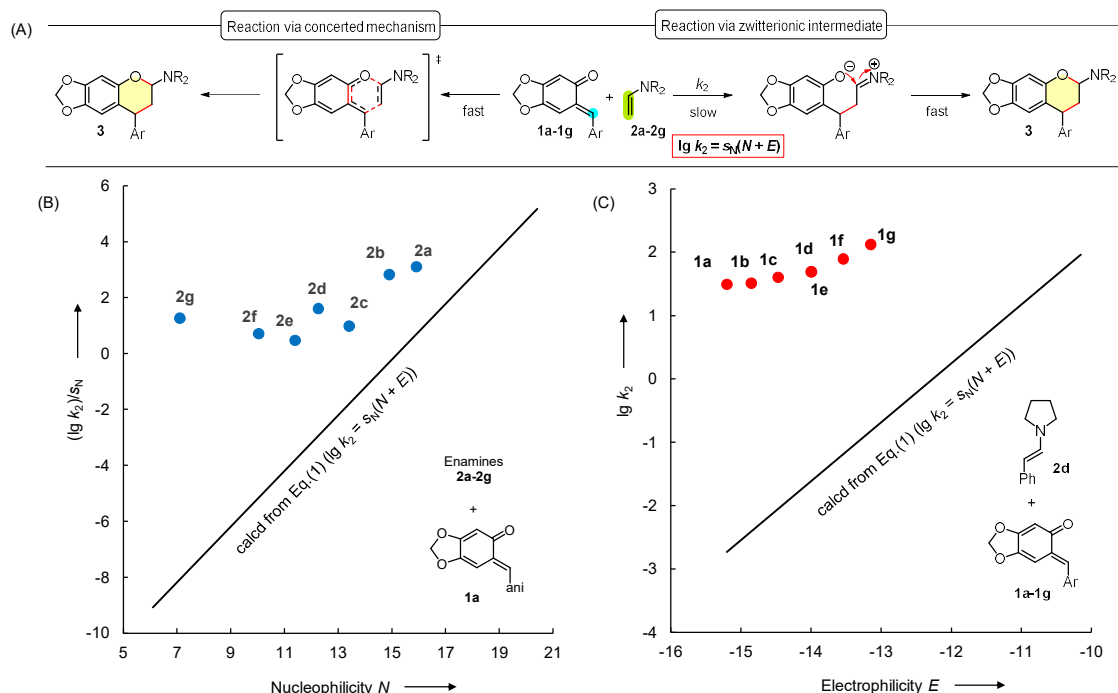 (A)
Reaction via concerted mechanism
Reaction via zwitterionic intermediate
O
O
O
NR2
3
Ar
O
O
O
NR2
Ar
‡
fast
O
O
O
Ar
1a-1g
+
NR2
2a-2g
k2
slow
lg k2 = sN(N + E)
O
O
O
⊖
⊕
NR2
Ar
fast
O
O
O
NR2
3
Ar
(B)
(lg k2)/sN
6
4
2
0
-2
-4
-6
-8
-10
5
7
9
11
13
15
17
19
21
2g
2f
2e
2d
2c
2b
2a
calcd from Eq.(1) (lg k2 = sN(N + E))
Enamines
2a-2g
+
O
O
O
ani
1a
Nucleophilicity N
(C)
lg k2
3
2
1
0
-1
-2
-3
-4
-16
-15
-14
-13
-12
-11
-10
1a
1b
1c
1d
1e
1f
1g
calcd from Eq.(1) (lg k2 = sN(N + E))
N
Ph
2d
+
O
O
O
Ar
1a-1g
Electrophilicity E